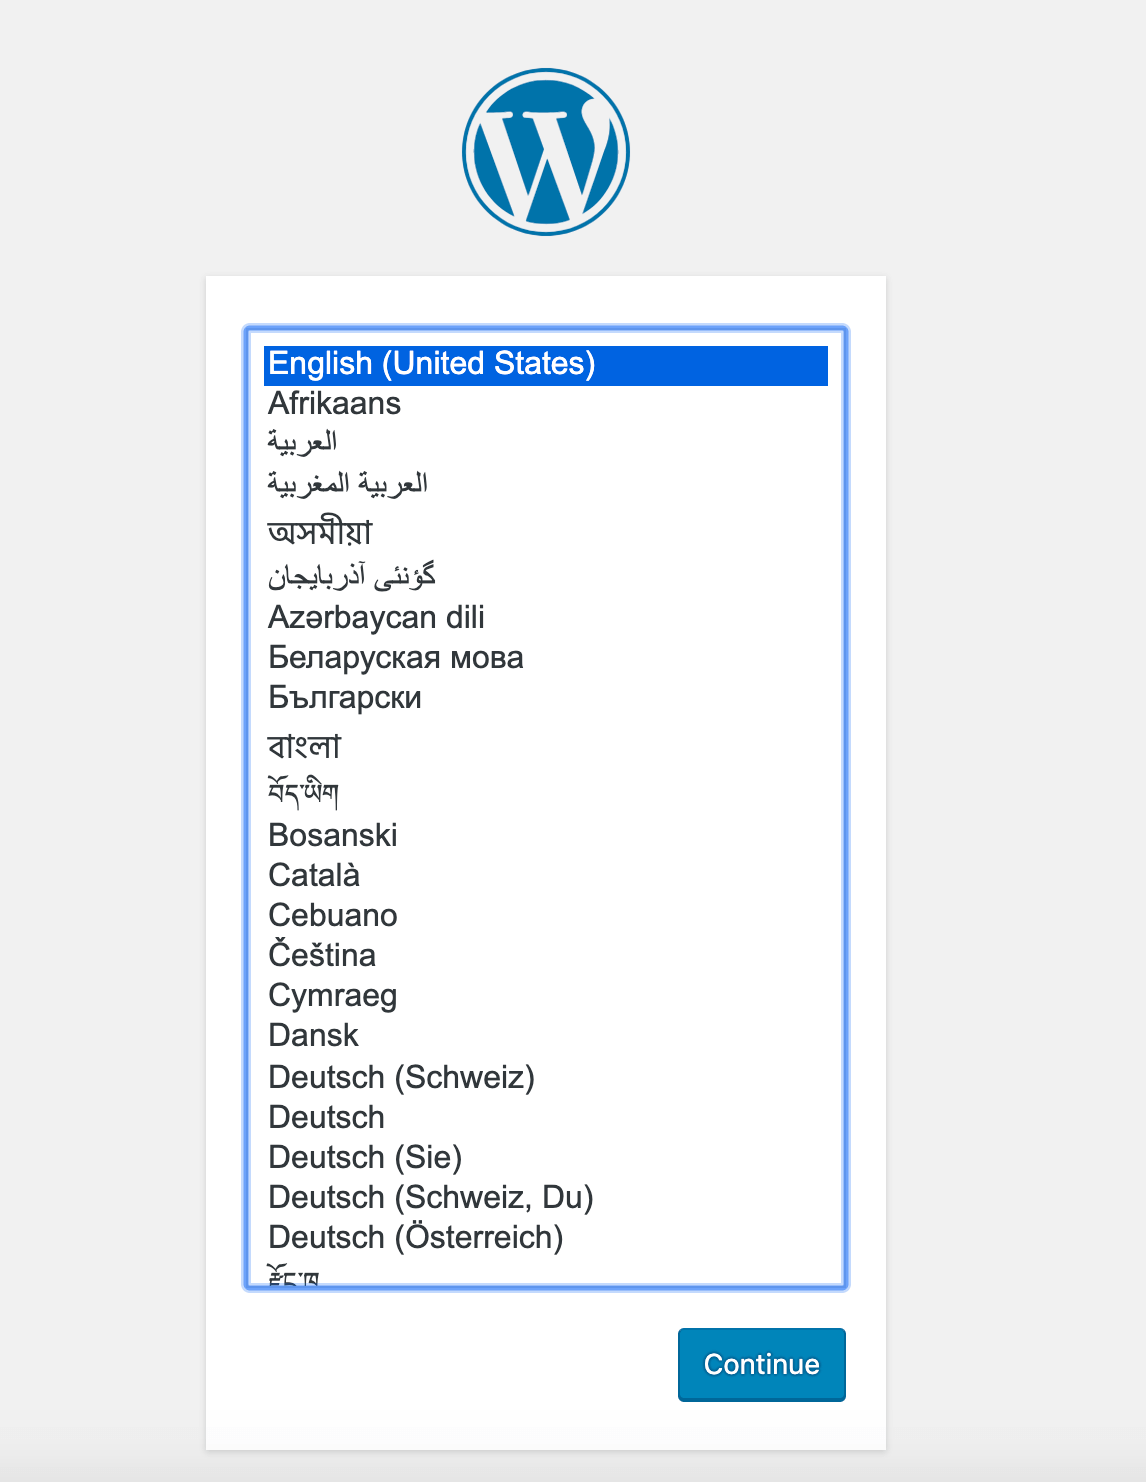 English (United States)
Afrikaans
العربية
العربية المغربية
অসমীয়া
گؤنئی آذربایجان
Azərbaycan dili
Беларуская мова
Български
বাংলা
བོད་ཡིག
Bosanski
Català
Cebuano
Čeština
Cymraeg
Dansk
Deutsch (Schweiz)
Deutsch
Deutsch (Sie)
Deutsch (Schweiz, Du)
Deutsch (Österreich)
Continue